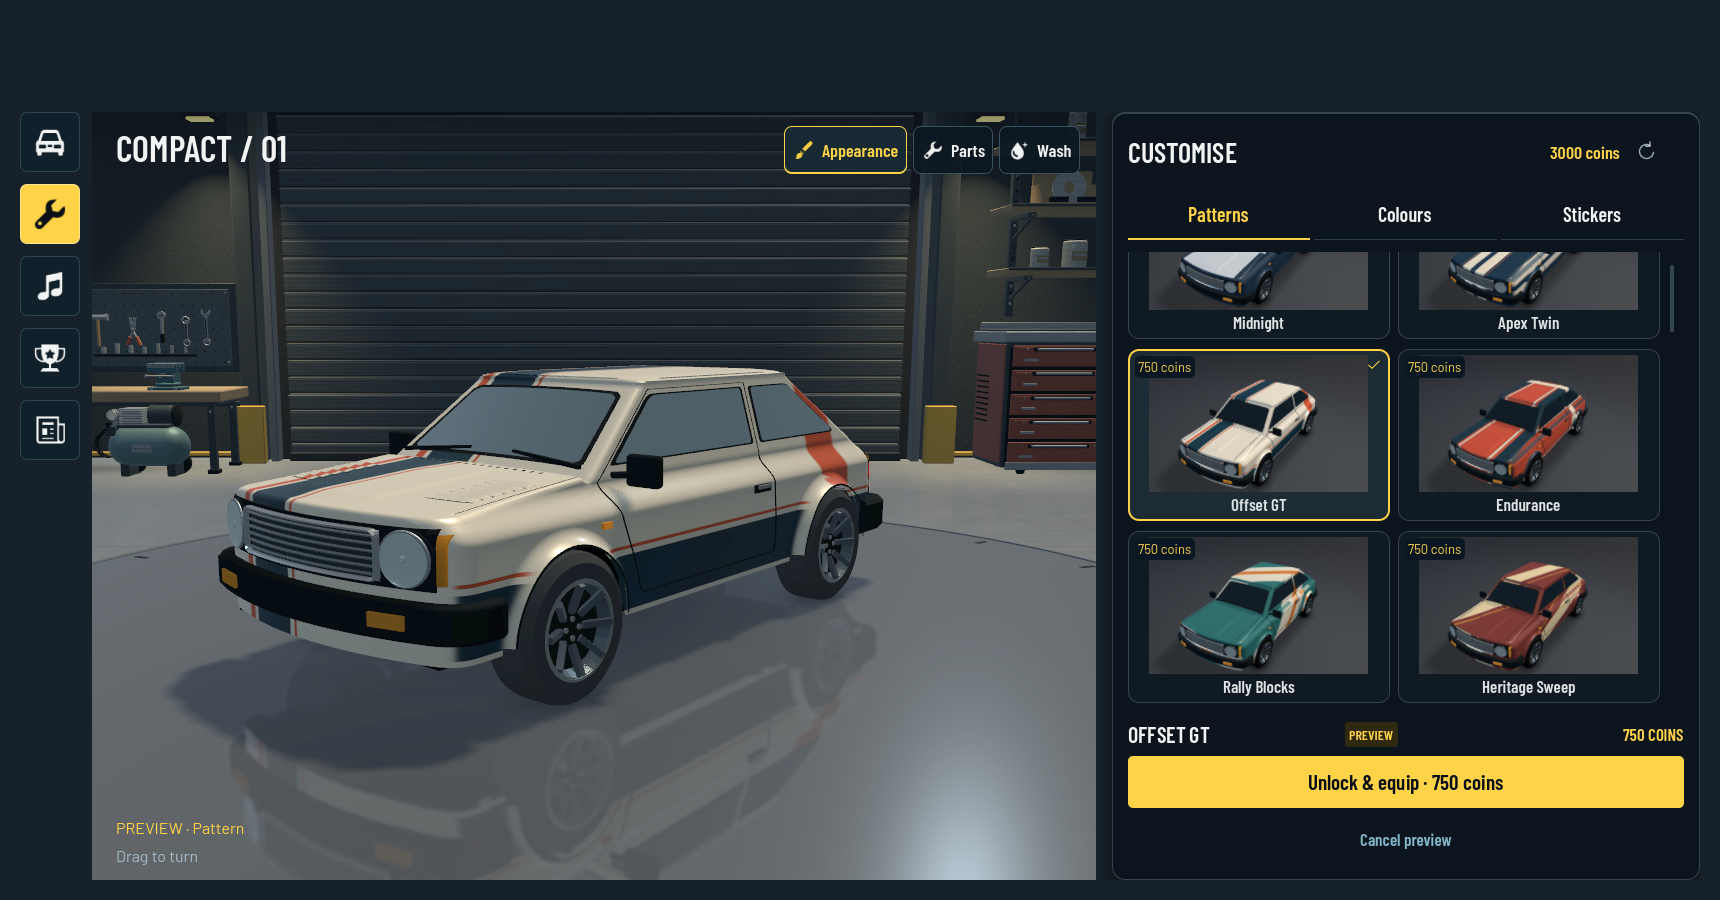 COMPACT / 01
Appearance
Parts
Wash
CUSTOMISE
3000 coins
Patterns
Colours
Stickers
Midnight
Apex Twin
750 coins
Offset GT
750 coins
Endurance
750 coins
Rally Blocks
750 coins
Heritage Sweep
OFFSET GT
PREVIEW
750 COINS
Unlock & equip · 750 coins
Cancel preview
PREVIEW · Pattern
Drag to turn